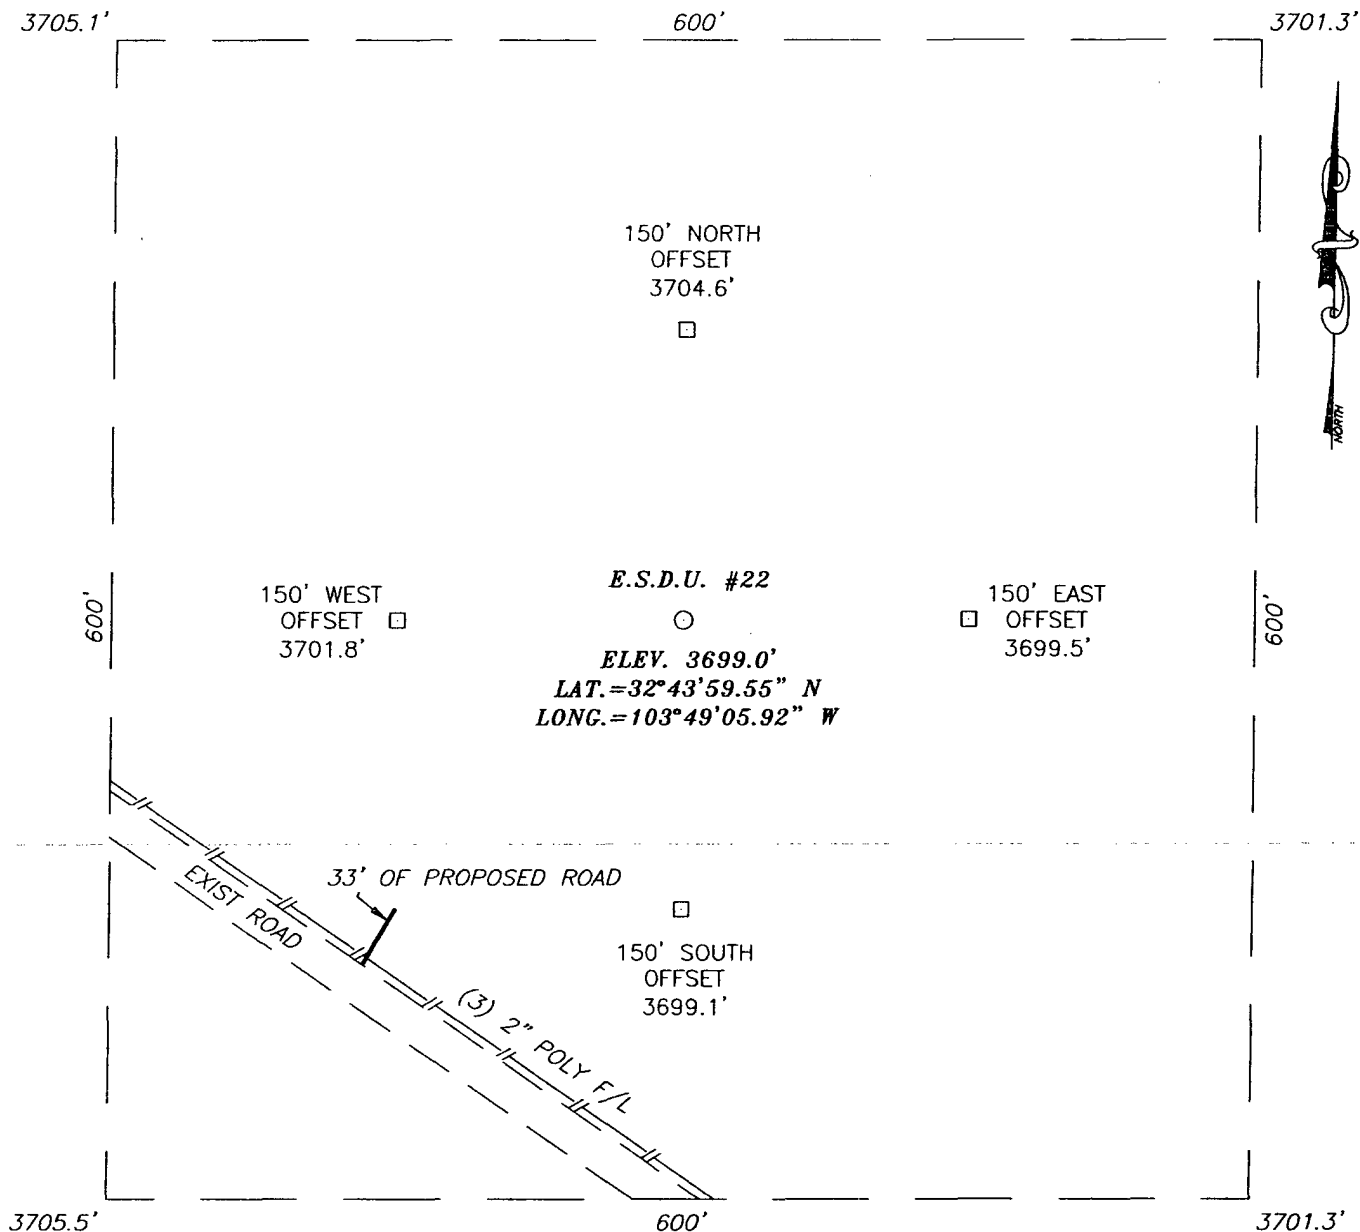 3705.1' 600' 3701.3'
150' NORTH
OFFSET
3704.6'
NORTH
600'
150' WEST
OFFSET
3701.8'
E.S.D.U. #22
ELEV. 3699.0'
LAT.=32°43'59.55" N
LONG.=103°49'05.92" W
150' EAST
OFFSET
3699.5'
600'
33' OF PROPOSED ROAD
EXIST ROAD
150' SOUTH
OFFSET
3699.1'
(3) 2" POLY F/L
3705.5' 600' 3701.3'